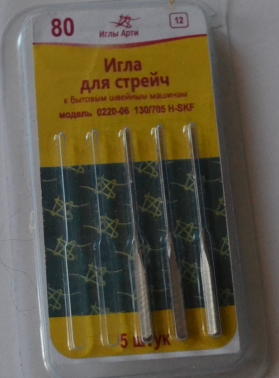 80
Иглы Арти
12
Игла
для стрейч
к бытовым швейным машинам
модель 0220-06 130/705 H-SKF
5 штук